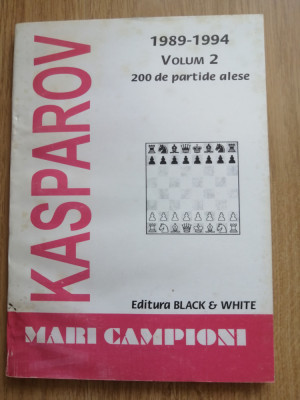 KASPAROV
1989-1994
VOLUM 2
200 de partide alese
Editura BLACK & WHITE
MARI CAMPIONI